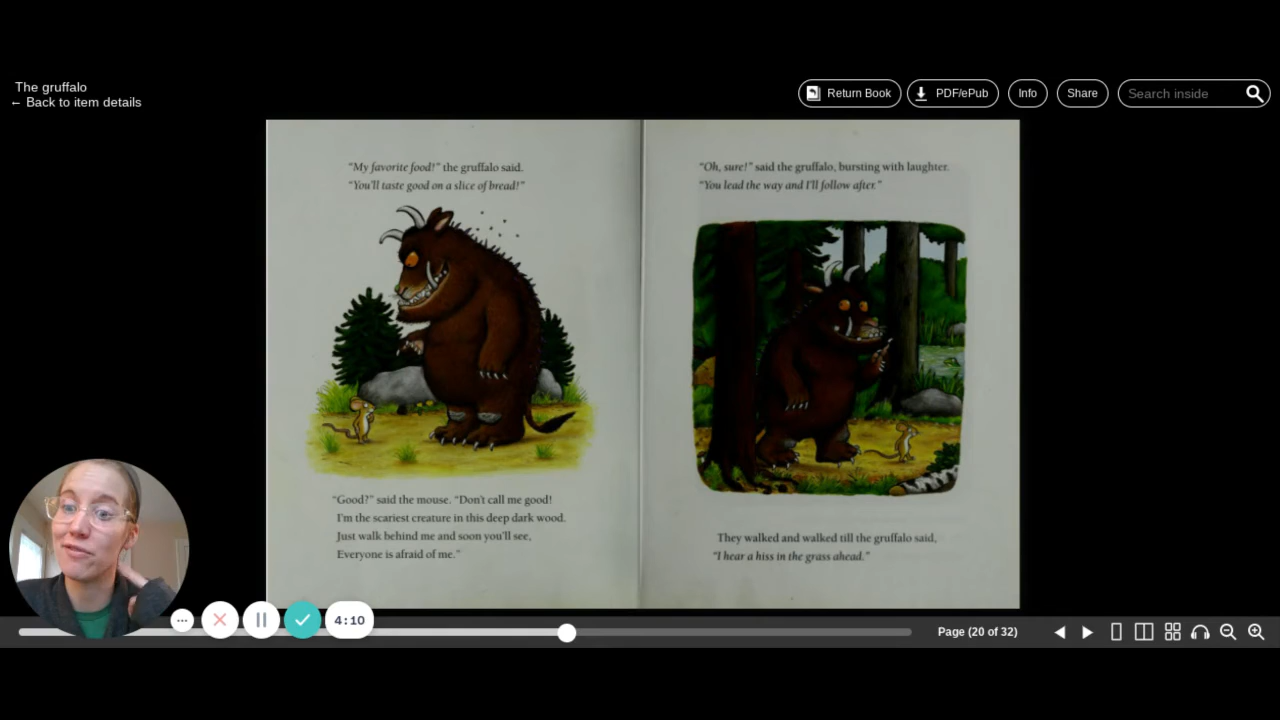 The gruffalo
← Back to item details
Return Book
PDF/ePub
Info
Share
Search inside
"My favorite food!" the gruffalo said.
"You'll taste good on a slice of bread!"
"Good?" said the mouse. "Don't call me good!
I'm the scariest creature in this deep dark wood.
Just walk behind me and soon you'll see,
Everyone is afraid of me."
"Oh, sure!" said the gruffalo, bursting with laughter.
"You lead the way and I'll follow after."
They walked and walked till the gruffalo said,
"I hear a hiss in the grass ahead."
4:10
Page (20 of 32)